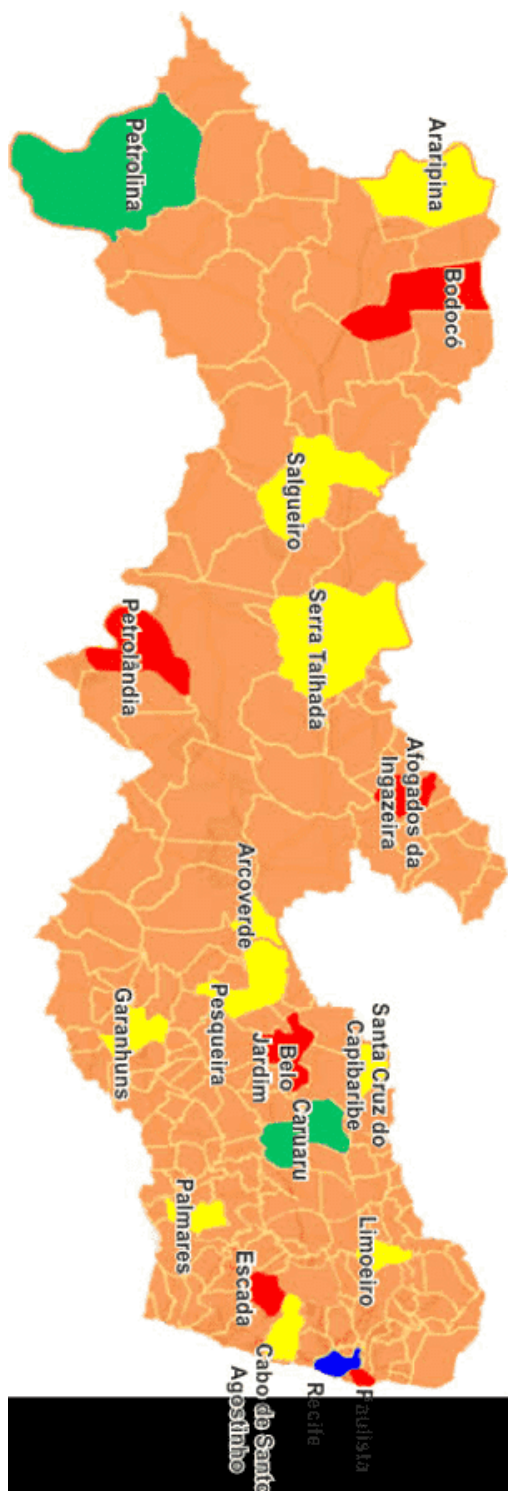 Araripina
Bodocó
Petrolina
Salgueiro
Serra Talhada
Petrolândia
Afogados da
Ingazeira
Arcoverde
Pesqueira
Garanhuns
Santa Cruz do
Capibaribe
Belo
Jardim
Caruaru
Limoeiro
Palmares
Escada
Cabo de Santo
Agostinho
Recife
Paulista